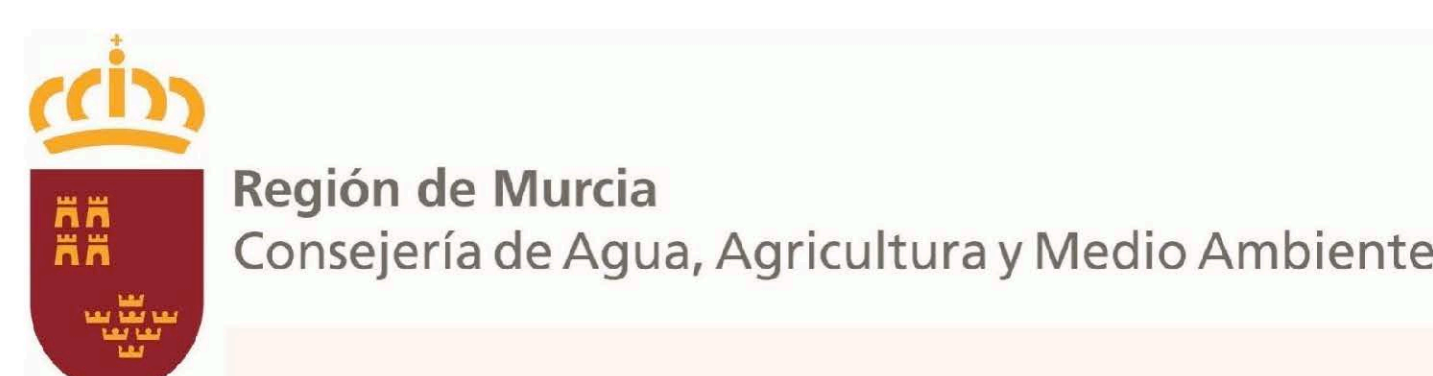 Región de Murcia
Consejería de Agua, Agricultura y Medio Ambiente